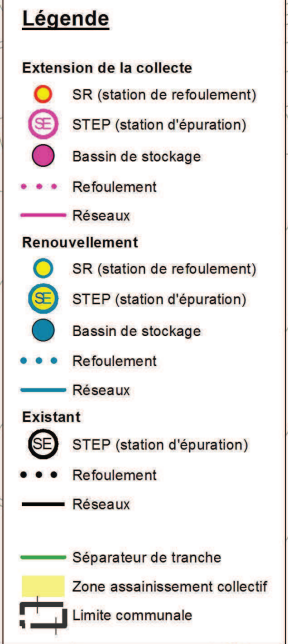 Légende
Extension de la collecte
SR (station de refoulement)
SE STEP (station d'épuration)
Bassin de stockage
Refoulement
Réseaux
Renouvellement
SR (station de refoulement)
SE STEP (station d'épuration)
Bassin de stockage
Refoulement
Réseaux
Existant
SE STEP (station d'épuration)
Refoulement
Réseaux
Séparateur de tranche
Zone assainissement collectif
Limite communale